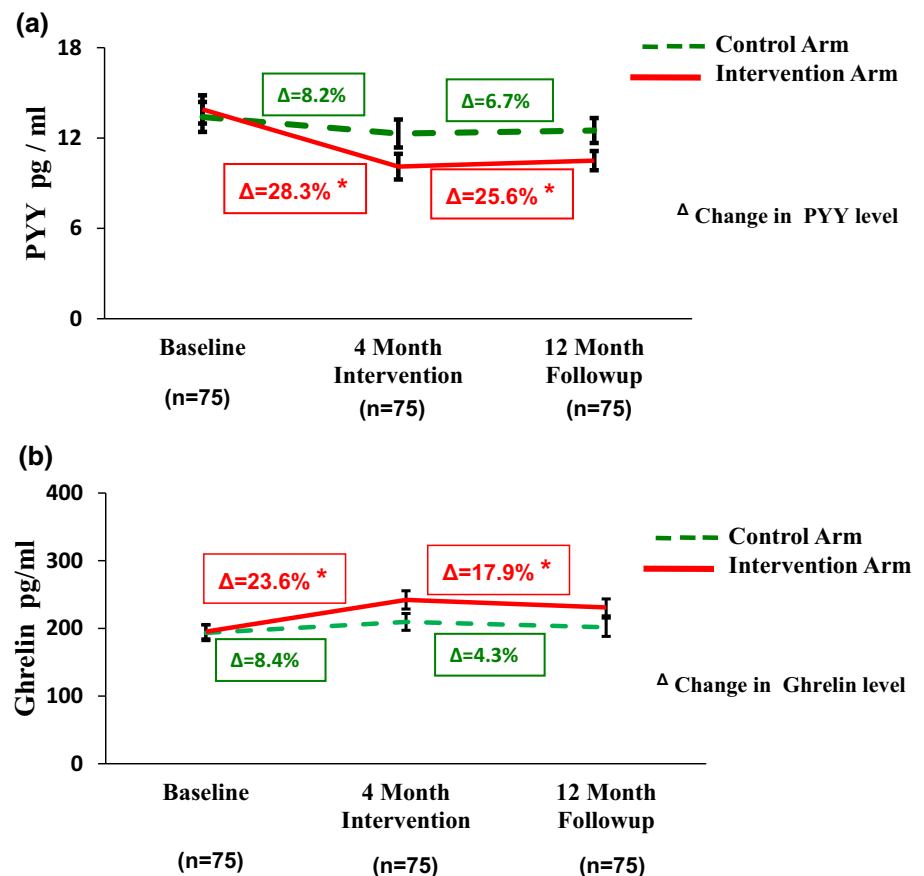 (a)
18
12
6
0
PYY pg / ml
Control Arm
Intervention Arm
Δ=8.2%
Δ=6.7%
Δ=28.3% *
Δ=25.6% *
Δ Change in PYY level
Baseline
4 Month
Intervention
12 Month
Followup
(n=75)
(n=75)
(n=75)
(b)
400
300
200
100
0
Ghrelin pg/ml
Control Arm
Intervention Arm
Δ=23.6% *
Δ=17.9% *
Δ=8.4%
Δ=4.3%
Δ Change in Ghrelin level
Baseline
4 Month
Intervention
12 Month
Followup
(n=75)
(n=75)
(n=75)